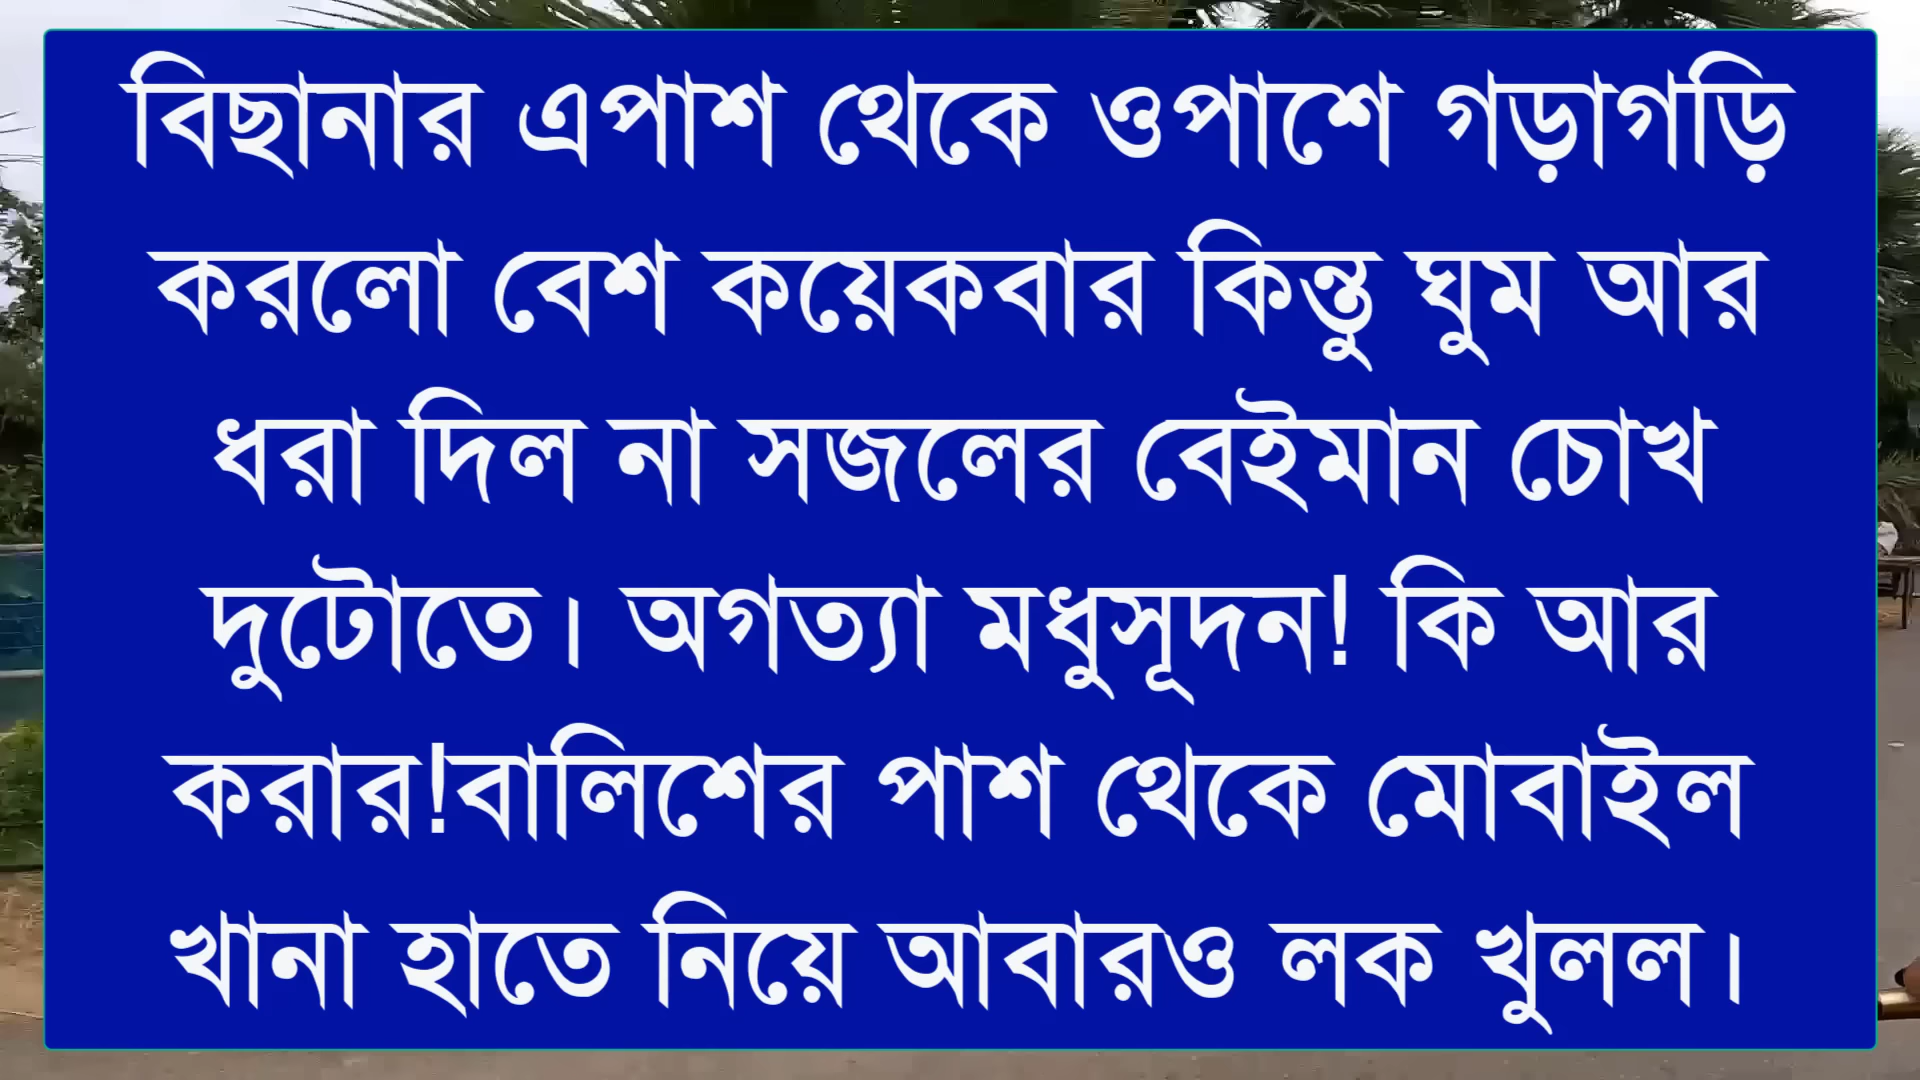 বিছানার এপাশ থেকে ওপাশে গড়াগড়ি
করলো বেশ কয়েকবার কিন্তু ঘুম আর
ধরা দিল না সজলের বেইমান চোখ
দুটোতে। অগত্যা মধুসূদন! কি আর
করার!বালিশের পাশ থেকে মোবাইল
খানা হাতে নিয়ে আবারও লক খুলল।